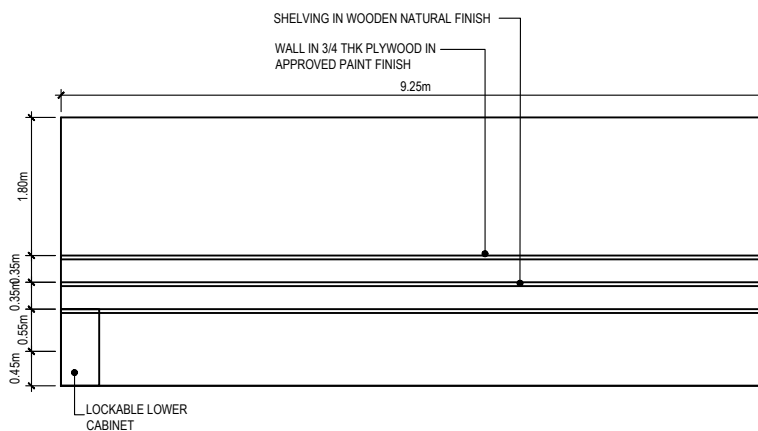 SHELVING IN WOODEN NATURAL FINISH
WALL IN 3/4 THK PLYWOOD IN
APPROVED PAINT FINISH
9.25m
1.80m
0.35m
0.35m
0.55m
0.45m
LOCKABLE LOWER
CABINET